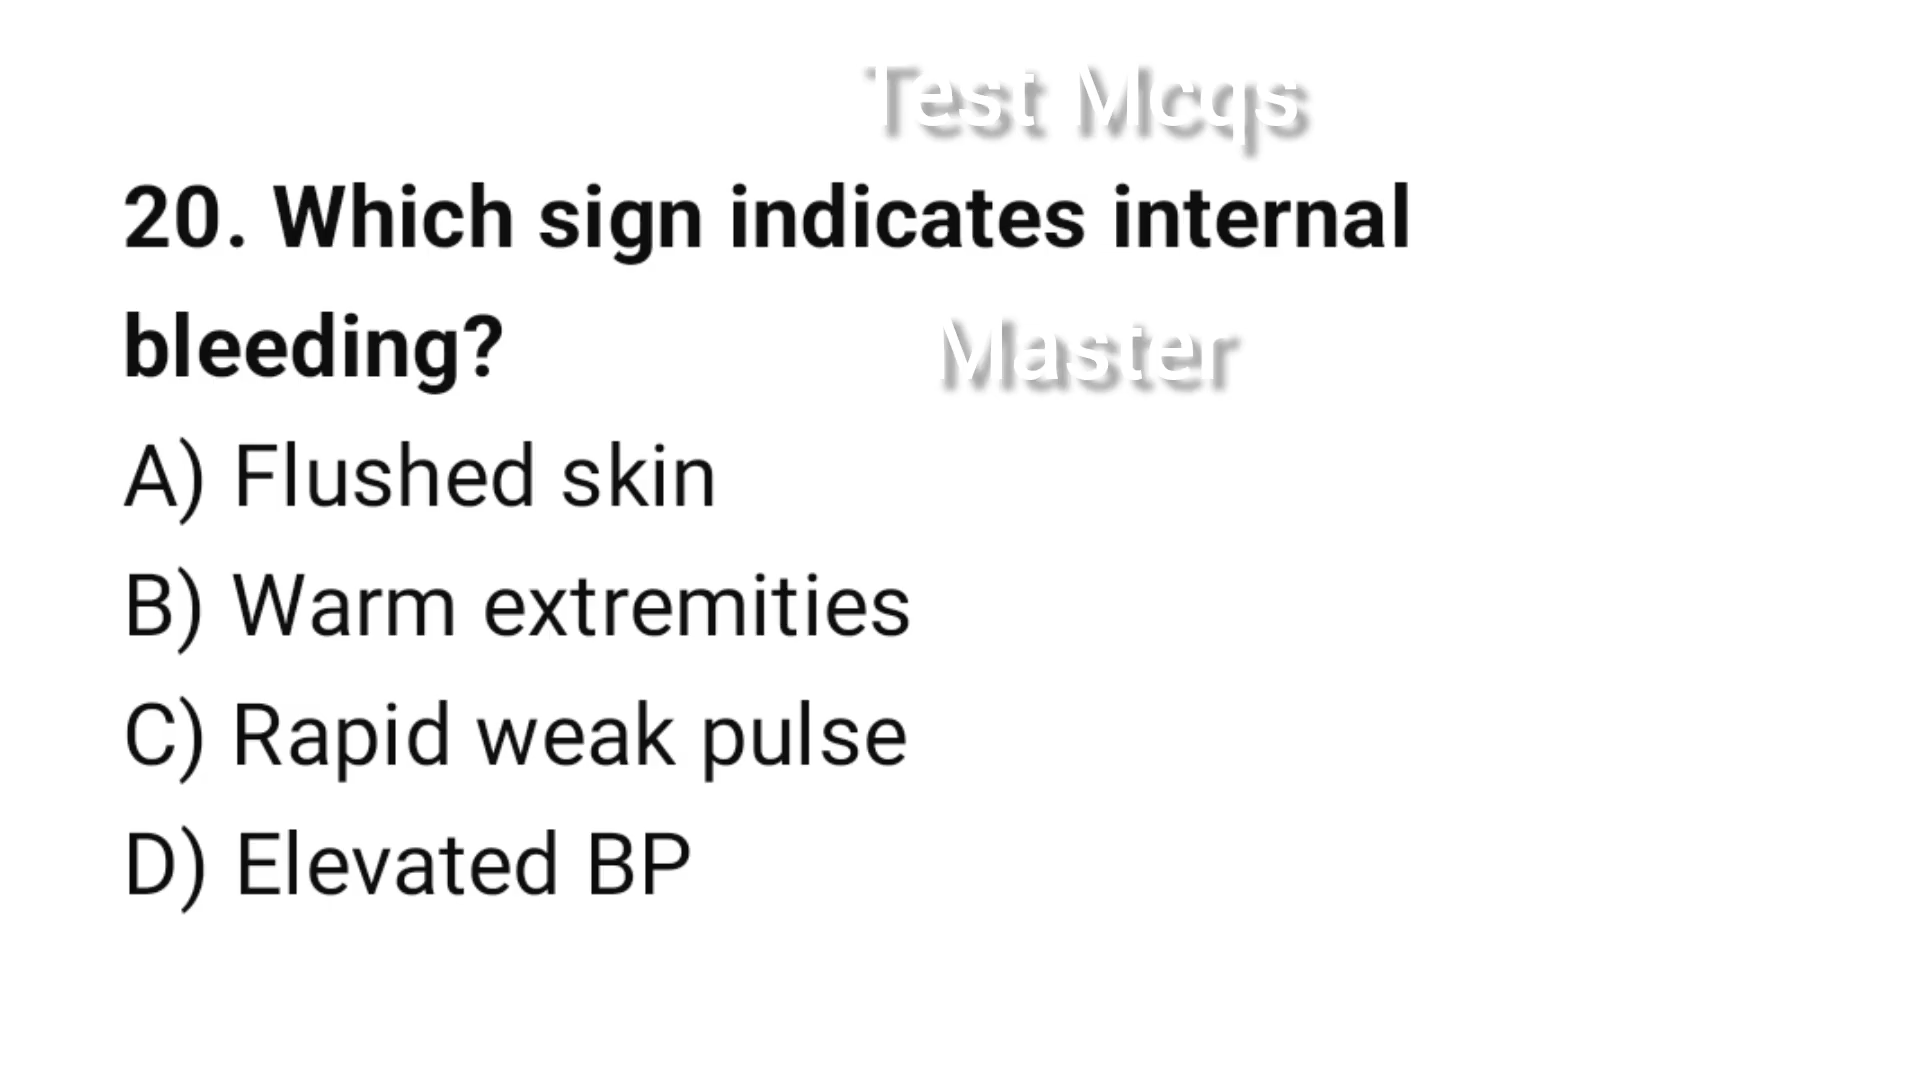 Test Mcqs
20. Which sign indicates internal
bleeding?
Master
A) Flushed skin
B) Warm extremities
C) Rapid weak pulse
D) Elevated BP